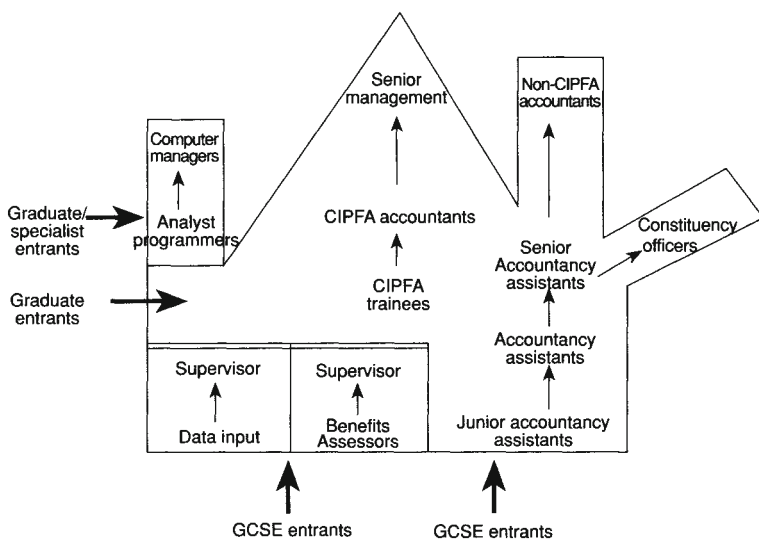 Senior
management
Non-CIPFA
accountants
Computer
managers
Graduate/
specialist
entrants
Analyst
programmers
CIPFA accountants
Constituency
officers
Senior
Accountancy
assistants
Graduate
entrants
CIPFA
trainees
Accountancy
assistants
Supervisor
Supervisor
Data input
Benefits
Assessors
Junior accountancy
assistants
GCSE entrants
GCSE entrants